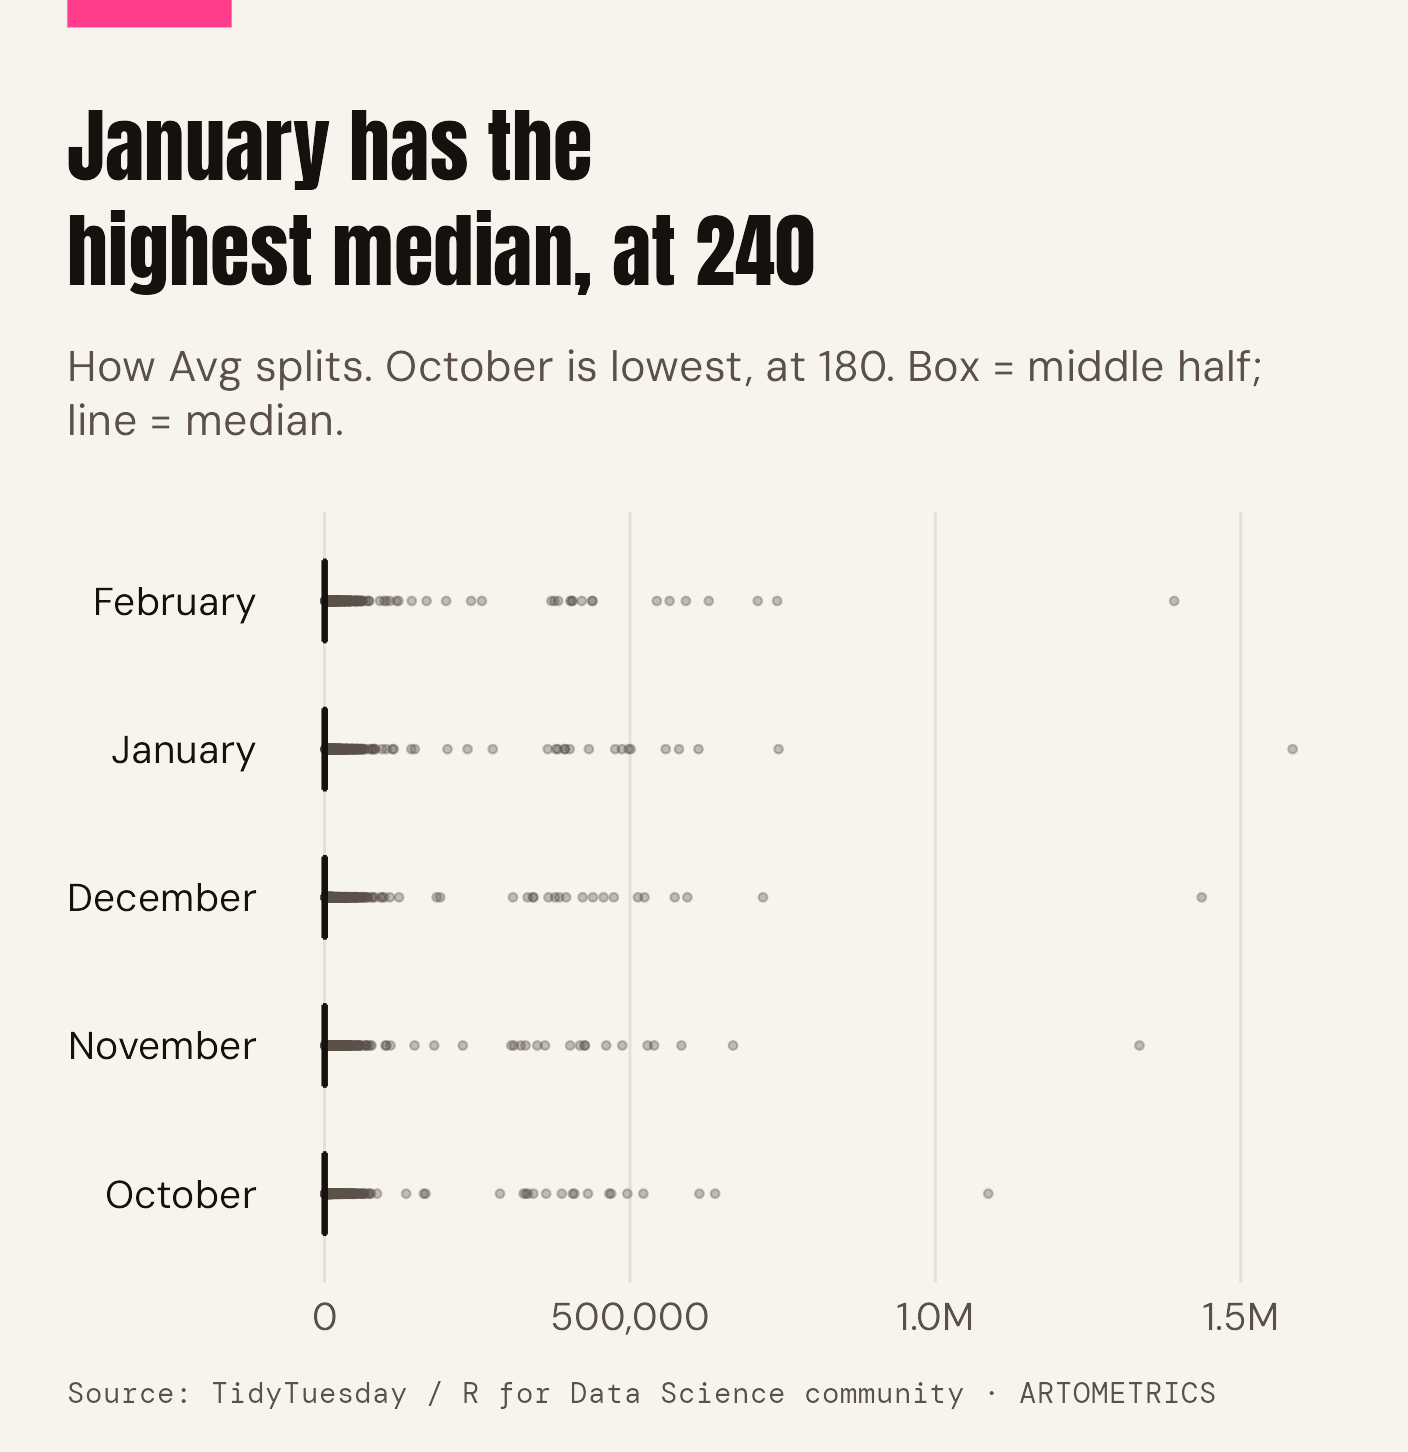 January has the
highest median, at 240
How Avg splits. October is lowest, at 180. Box = middle half;
line = median.
February
January
December
November
October
0 500,000 1.0M 1.5M
Source: TidyTuesday / R for Data Science community · ARTOMETRICS